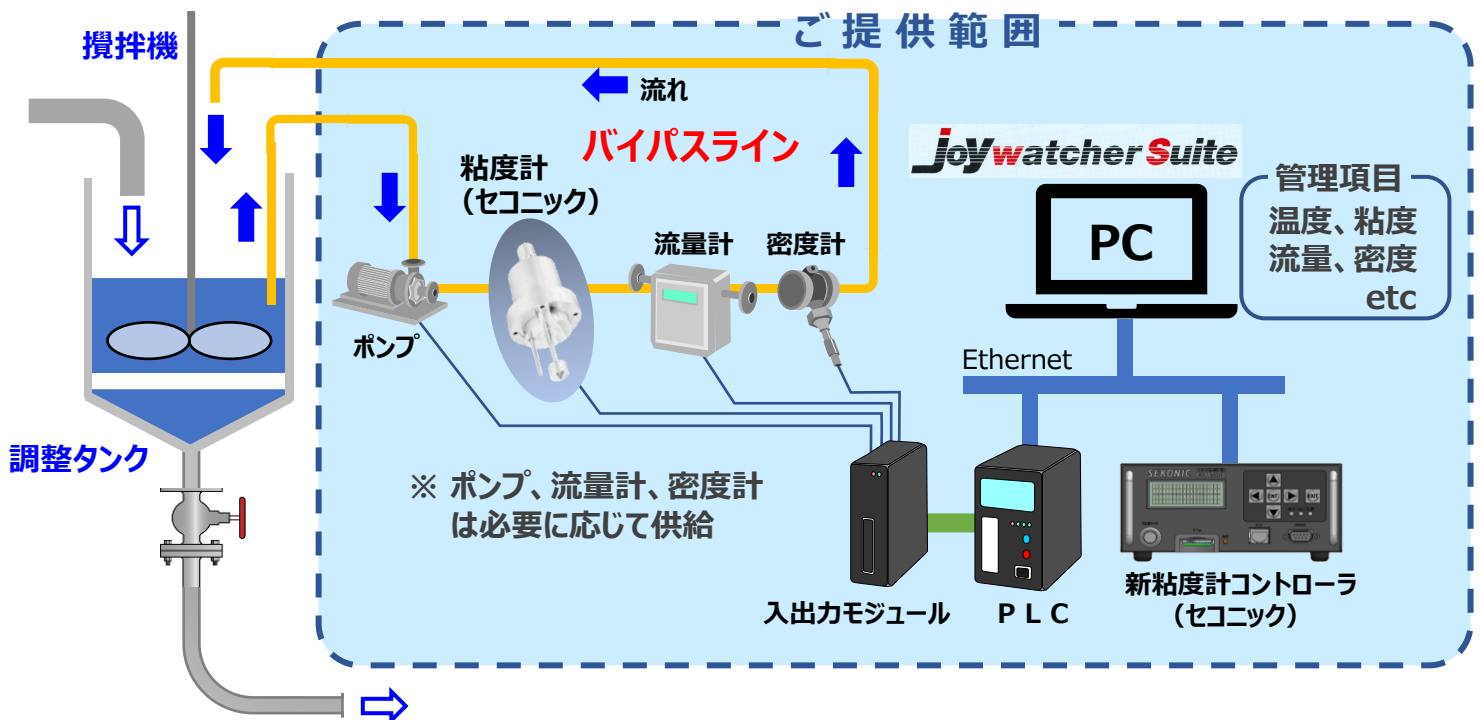 ご提供範囲
攪拌機
流れ
バイパスライン
joywatcher Suite
粘度計
（セコニック）
管理項目
温度、粘度
流量、密度
etc
PC
流量計
密度計
ポンプ
Ethernet
調整タンク
※ ポンプ、流量計、密度計
は必要に応じて供給
SEKONIC
入出力モジュール
ＰＬＣ
新粘度計コントローラ
（セコニック）